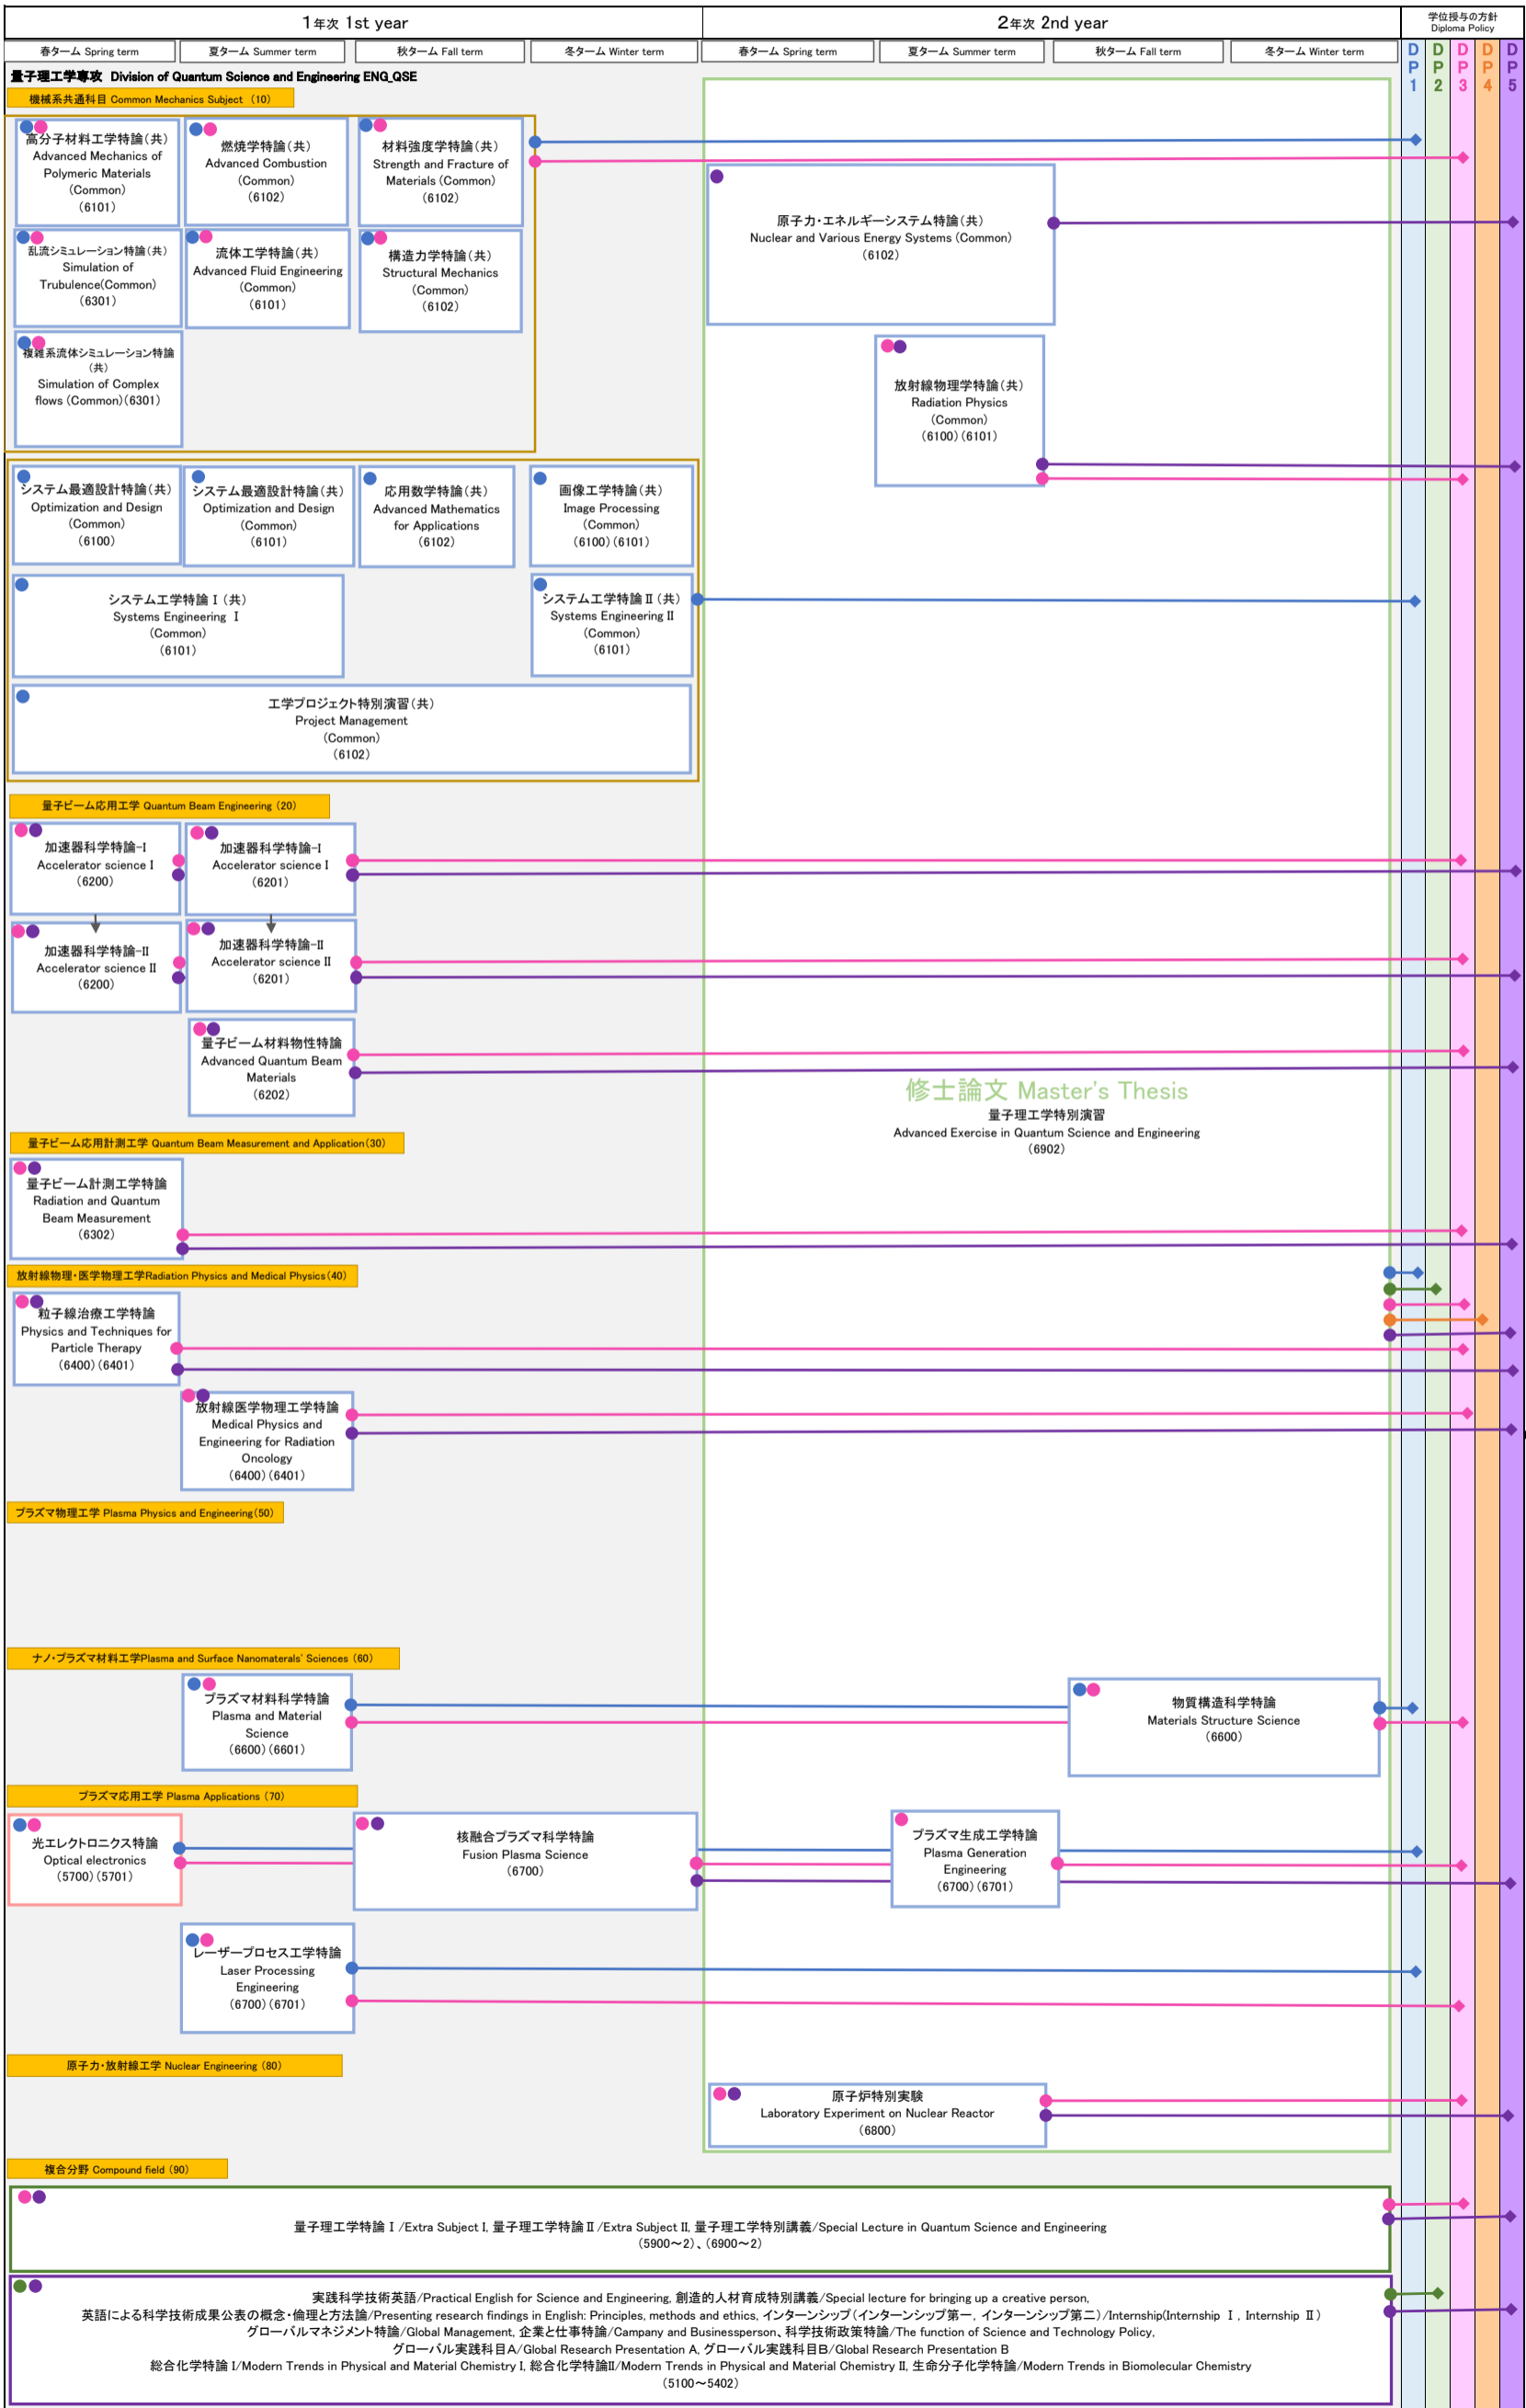 1年次 1st year
2年次 2nd year
学位授与の方針
Diploma Policy
春ターム Spring term
夏ターム Summer term
秋ターム Fall term
冬ターム Winter term
春ターム Spring term
夏ターム Summer term
秋ターム Fall term
冬ターム Winter term
DP1
DP2
DP3
DP4
DP5
量子理工学専攻 Division of Quantum Science and Engineering ENG_QSE
機械系共通科目 Common Mechanics Subject (10)
高分子材料工学特論(共)
Advanced Mechanics of
Polymeric Materials
(Common)
(6101)
燃焼学特論(共)
Advanced Combustion
(Common)
(6102)
材料強度学特論(共)
Strength and Fracture of
Materials (Common)
(6102)
原子力・エネルギーシステム特論(共)
Nuclear and Various Energy Systems (Common)
(6102)
乱流シミュレーション特論(共)
Simulation of
Trubulence(Common)
(6301)
流体工学特論(共)
Advanced Fluid Engineering
(Common)
(6101)
構造力学特論(共)
Structural Mechanics
(Common)
(6102)
複雑系流体シミュレーション特論
(共)
Simulation of Complex
flows (Common)(6301)
放射線物理学特論(共)
Radiation Physics
(Common)
(6100)(6101)
システム最適設計特論(共)
Optimization and Design
(Common)
(6100)
システム最適設計特論(共)
Optimization and Design
(Common)
(6101)
応用数学特論(共)
Advanced Mathematics
for Applications
(6102)
画像工学特論(共)
Image Processing
(Common)
(6100)(6101)
システム工学特論Ⅰ(共)
Systems Engineering Ⅰ
(Common)
(6101)
システム工学特論Ⅱ(共)
Systems Engineering Ⅱ
(Common)
(6101)
工学プロジェクト特別演習(共)
Project Management
(Common)
(6102)
量子ビーム応用工学 Quantum Beam Engineering (20)
加速器科学特論-I
Accelerator science I
(6200)
加速器科学特論-I
Accelerator science I
(6201)
加速器科学特論-II
Accelerator science II
(6200)
加速器科学特論-II
Accelerator science II
(6201)
量子ビーム材料物性特論
Advanced Quantum Beam
Materials
(6202)
修士論文 Master's Thesis
量子理工学特別演習
Advanced Exercise in Quantum Science and Engineering
(6902)
量子ビーム応用計測工学 Quantum Beam Measurement and Application(30)
量子ビーム計測工学特論
Radiation and Quantum
Beam Measurement
(6302)
放射線物理・医学物理工学Radiation Physics and Medical Physics(40)
粒子線治療工学特論
Physics and Techniques for
Particle Therapy
(6400)(6401)
放射線医学物理工学特論
Medical Physics and
Engineering for Radiation
Oncology
(6400)(6401)
プラズマ物理工学 Plasma Physics and Engineering(50)
ナノ・プラズマ材料工学Plasma and Surface Nanomaterals' Sciences (60)
プラズマ材料科学特論
Plasma and Material
Science
(6600)(6601)
物質構造科学特論
Materials Structure Science
(6600)
プラズマ応用工学 Plasma Applications (70)
光エレクトロニクス特論
Optical electronics
(5700)(5701)
核融合プラズマ科学特論
Fusion Plasma Science
(6700)
プラズマ生成工学特論
Plasma Generation
Engineering
(6700)(6701)
レーザープロセス工学特論
Laser Processing
Engineering
(6700)(6701)
原子力・放射線工学 Nuclear Engineering (80)
原子炉特別実験
Laboratory Experiment on Nuclear Reactor
(6800)
複合分野 Compound field (90)
量子理工学特論Ⅰ/Extra Subject I, 量子理工学特論Ⅱ/Extra Subject II, 量子理工学特別講義/Special Lecture in Quantum Science and Engineering
(5900~2)、(6900~2)
実践科学技術英語/Practical English for Science and Engineering, 創造的人材育成特別講義/Special lecture for bringing up a creative person,
英語による科学技術成果公表の概念・倫理と方法論/Presenting research findings in English: Principles, methods and ethics, インターンシップ(インターンシップ第一, インターンシップ第二)/Internship(Internship Ⅰ, Internship Ⅱ)
グローバルマネジメント特論/Global Management, 企業と仕事特論/Campany and Businessperson、科学技術政策特論/The function of Science and Technology Policy,
グローバル実践科目A/Global Research Presentation A, グローバル実践科目B/Global Research Presentation B
総合化学特論 I/Modern Trends in Physical and Material Chemistry I, 総合化学特論II/Modern Trends in Physical and Material Chemistry II, 生命分子化学特論/Modern Trends in Biomolecular Chemistry
(5100~5402)